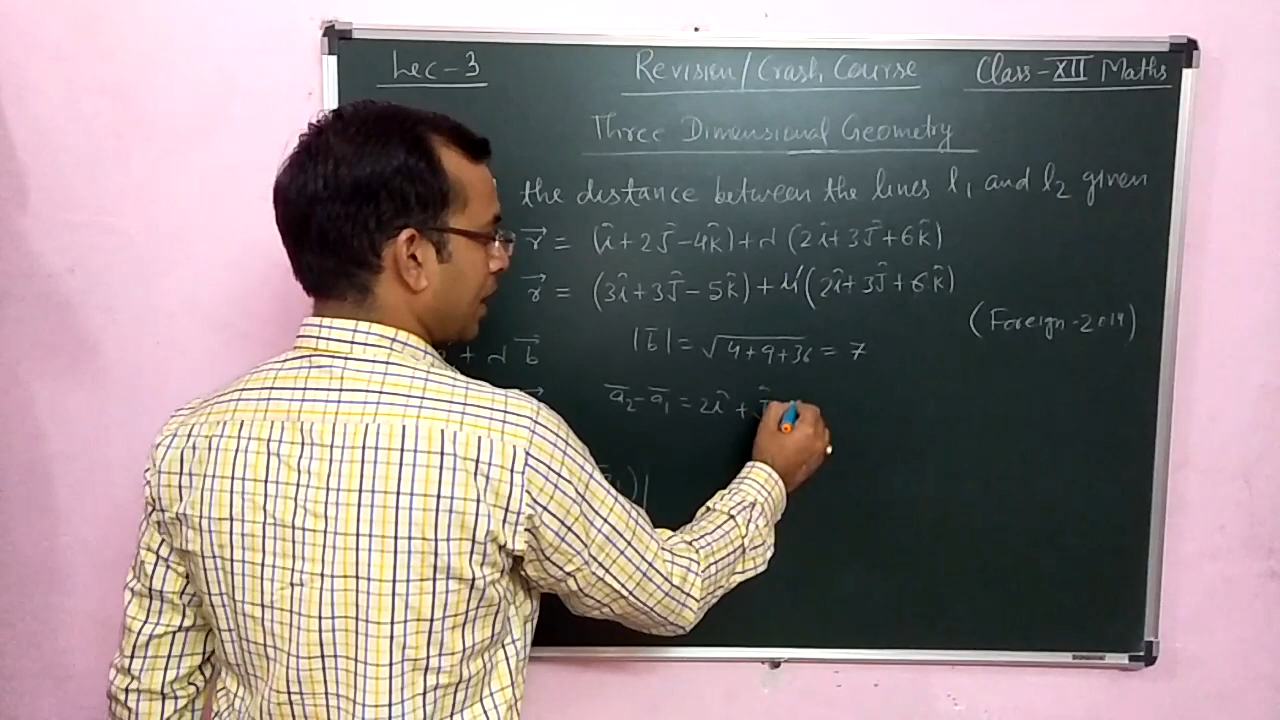 Lec-3 Revision/Crash Course Class-XII Maths
Three Dimensional Geometry
the distance between the lines l₁ and l₂ given
r⃗ = (î+2ĵ-4k̂)+λ(2î+3ĵ+6k̂)
r⃗ = (3î+3ĵ-5k̂)+μ(2î+3ĵ+6k̂)
(Foreign-2014)
+ λ b⃗ |b̄| = √4+9+36 = 7
ā₂-ā₁ = 2î + ĵ
)|